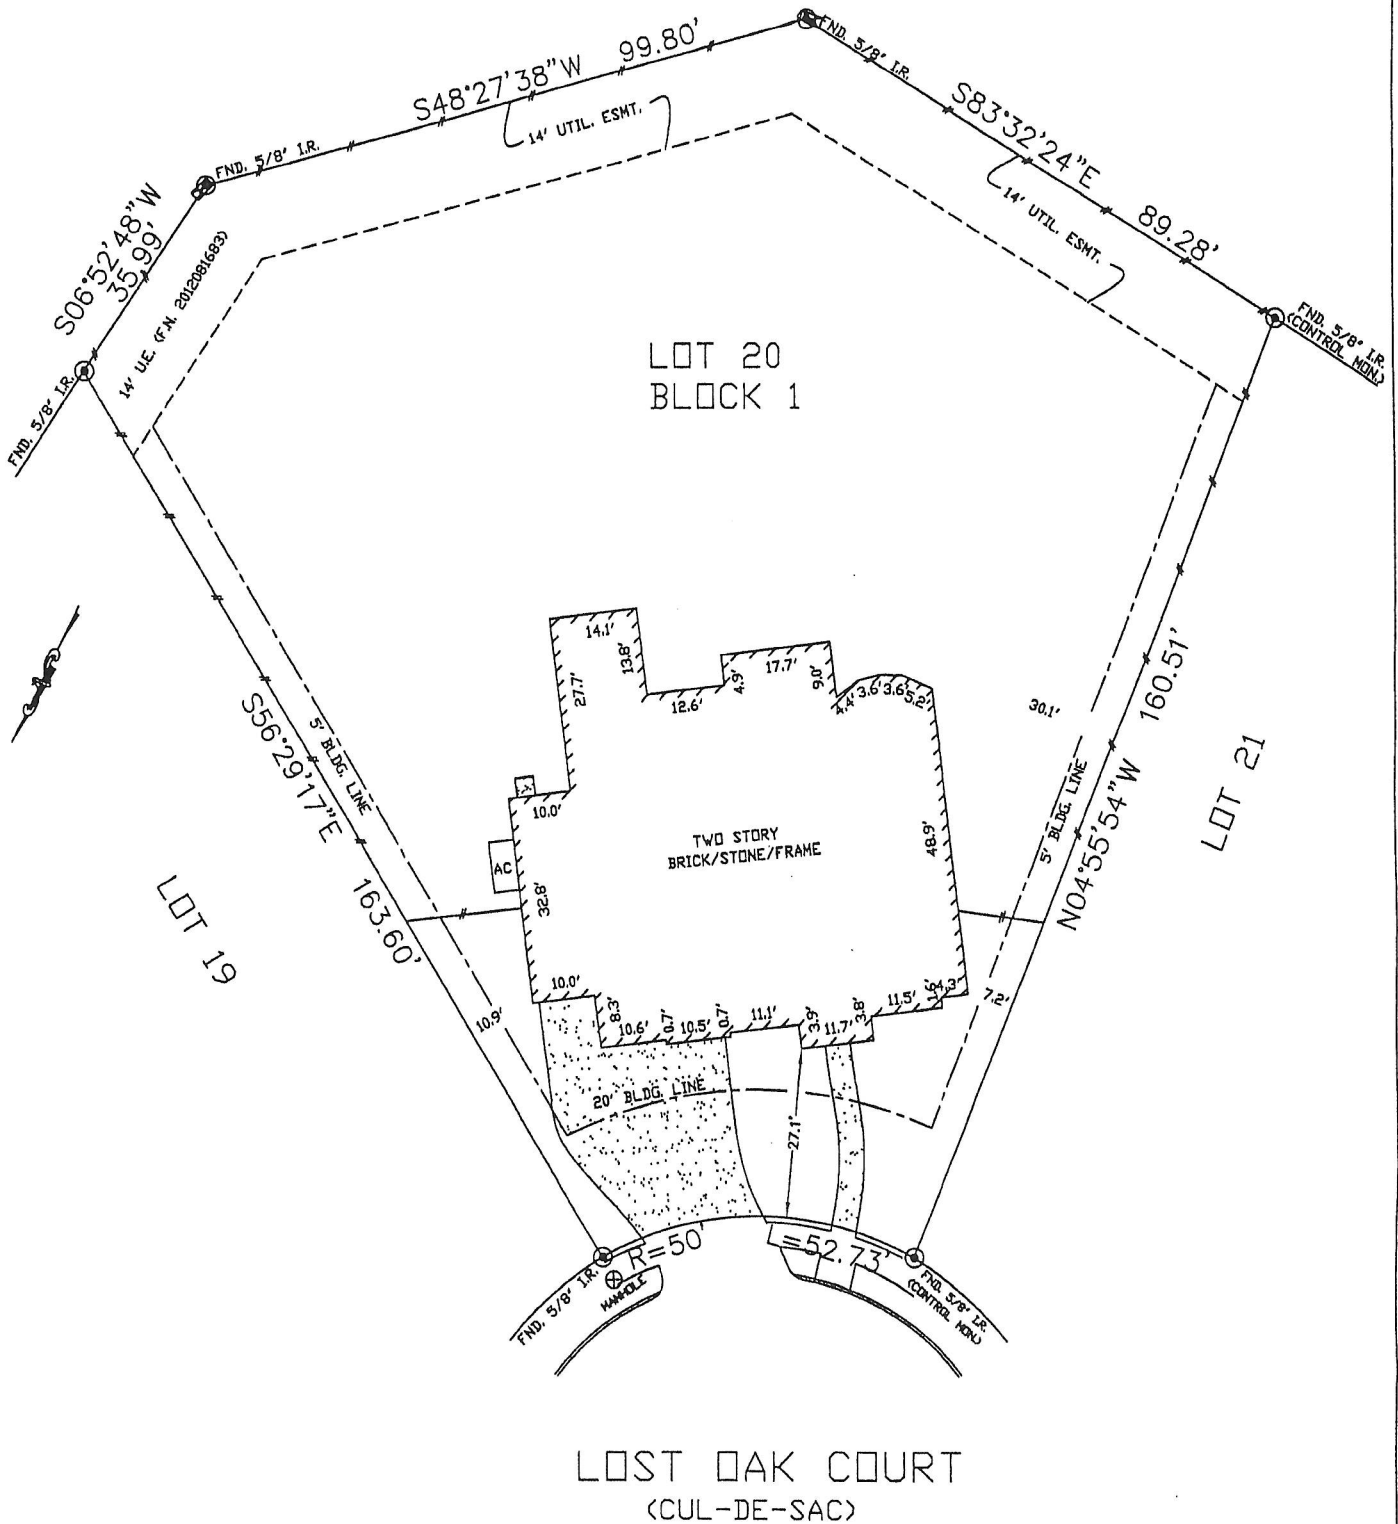 99.80'
S48°27'38"W
14' UTIL. ESMT.
FND. 5/8" I.R.
FND. 5/8" I.R.
S83°32'24"E
14' UTIL. ESMT.
89.28'
FND. 5/8" I.R.
(CONTROL MON.)
S06°52'48"W
35.99'
14' U.E. (F.N. 2012081683)
FND. 5/8" I.R.
LOT 20
BLOCK 1
14.1'
13.8'
27.7'
12.6'
4.9'
17.7'
9.0'
4.4'
3.6'
3.6'
5.2'
30.1'
160.51'
N04°55'54"W
5' BLDG. LINE
LOT 21
S56°29'17"E
163.60'
5' BLDG. LINE
LOT 19
10.0'
AC
32.8'
TWO STORY
BRICK/STONE/FRAME
48.9'
10.0'
8.3'
10.6'
0.7'
10.5'
0.7'
11.1'
3.9'
11.7'
3.8'
11.5'
1.6'
4.3'
7.2'
10.9'
20' BLDG. LINE
27.1'
R=50'
=52.73'
FND. 5/8" I.R.
MANHOLE
FND. 5/8" I.R.
(CONTROL MON.)
LOST OAK COURT
(CUL-DE-SAC)